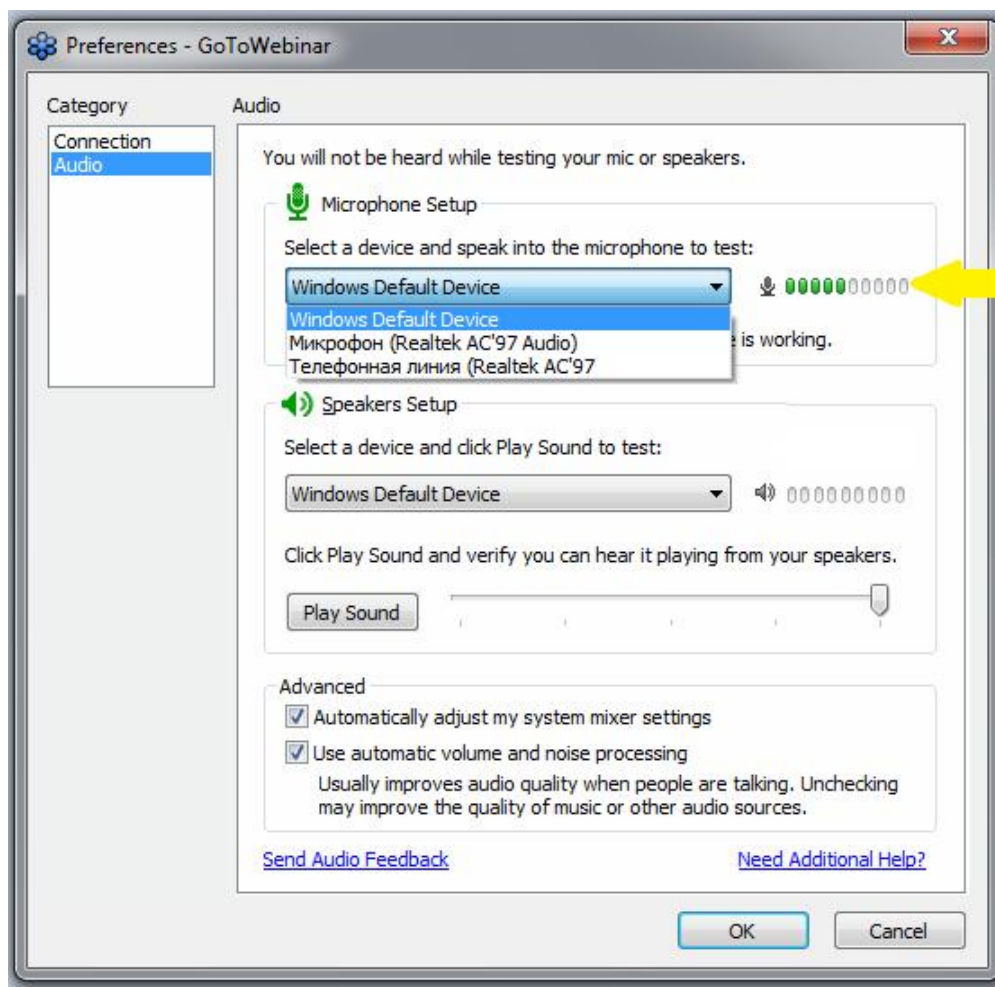 Preferences - GoToWebinar
Category
Audio
Connection
Audio
You will not be heard while testing your mic or speakers.
Microphone Setup
Select a device and speak into the microphone to test:
Windows Default Device
Windows Default Device
Микрофон (Realtek AC'97 Audio)
is working.
Телефонная линия (Realtek AC'97
Speakers Setup
Select a device and click Play Sound to test:
Windows Default Device
Click Play Sound and verify you can hear it playing from your speakers.
Play Sound
Advanced
Automatically adjust my system mixer settings
Use automatic volume and noise processing
Usually improves audio quality when people are talking. Unchecking
may improve the quality of music or other audio sources.
Send Audio Feedback
Need Additional Help?
OK
Cancel